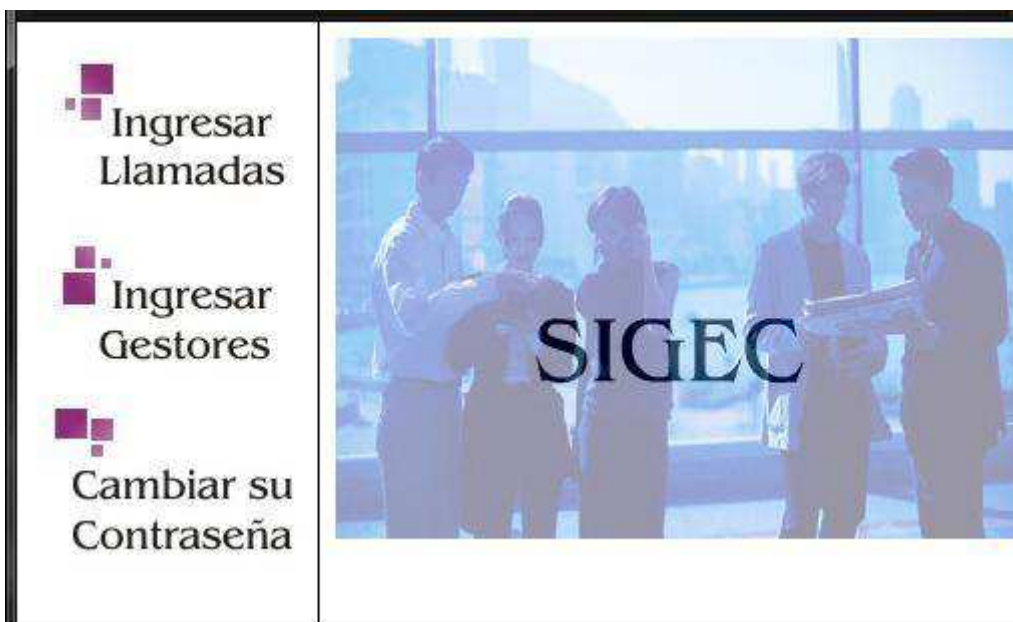 Ingresar
Llamadas
Ingresar
Gestores
Cambiar su
Contraseña
SIGEC